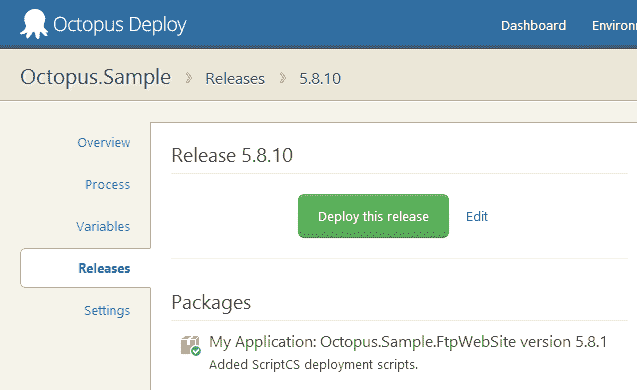 Octopus Deploy
Dashboard Environ
Octopus.Sample » Releases » 5.8.10
Overview
Process
Variables
Releases
Settings
Release 5.8.10
Deploy this release Edit
Packages
My Application: Octopus.Sample.FtpWebSite version 5.8.1
Added ScriptCS deployment scripts.